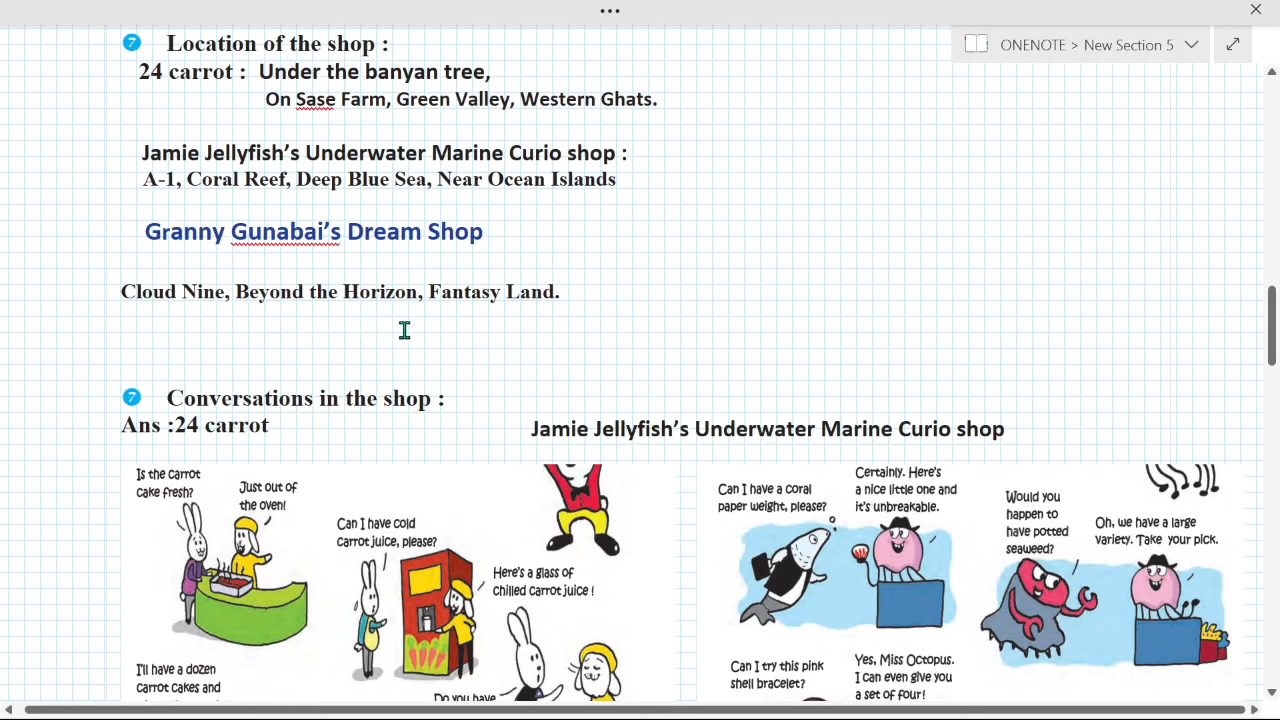 ONENOTE > New Section 5
7 Location of the shop :
24 carrot : Under the banyan tree,
On Sase Farm, Green Valley, Western Ghats.
Jamie Jellyfish's Underwater Marine Curio shop :
A-1, Coral Reef, Deep Blue Sea, Near Ocean Islands
Granny Gunabai's Dream Shop
Cloud Nine, Beyond the Horizon, Fantasy Land.
7 Conversations in the shop :
Ans :24 carrot
Jamie Jellyfish's Underwater Marine Curio shop
Is the carrot
cake fresh?
Just out of
the oven!
Can I have cold
carrot juice, please?
Here's a glass of
chilled carrot juice !
I'll have a dozen
carrot cakes and
Do you have
Can I have a coral
paper weight, please?
Certainly. Here's
a nice little one and
it's unbreakable.
Would you
happen to
have potted
seaweed?
Oh, we have a large
variety. Take your pick.
Can I try this pink
shell bracelet?
Yes, Miss Octopus.
I can even give you
a set of four!